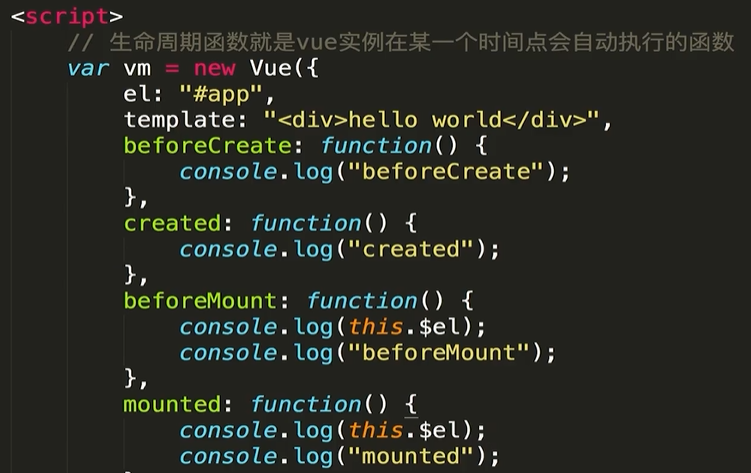 <script>
// 生命周期函数就是vue实例在某一个时间点会自动执行的函数
var vm = new Vue({
el: "#app",
template: "<div>hello world</div>",
beforeCreate: function() {
console.log("beforeCreate");
},
created: function() {
console.log("created");
},
beforeMount: function() {
console.log(this.$el);
console.log("beforeMount");
},
mounted: function() {
console.log(this.$el);
console.log("mounted");